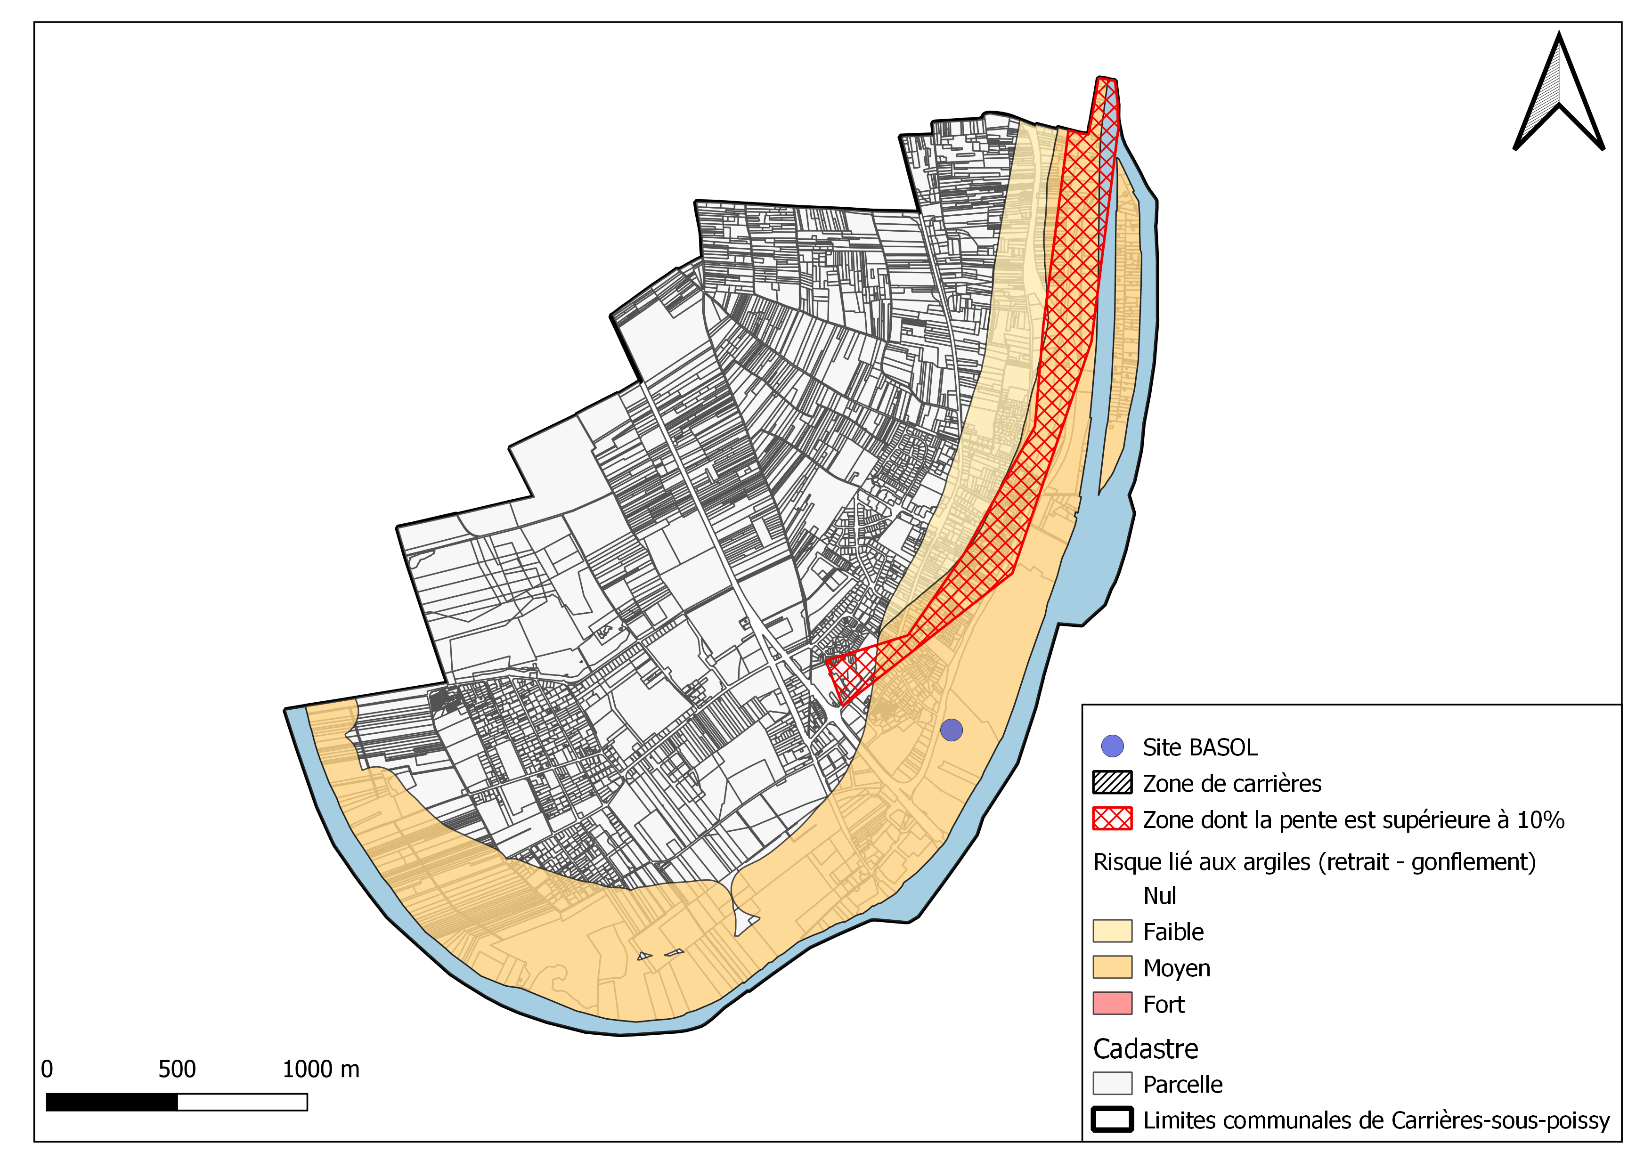 Site BASOL
Zone de carrières
Zone dont la pente est supérieure à 10%
Risque lié aux argiles (retrait - gonflement)
Nul
Faible
Moyen
Fort
Cadastre
Parcelle
Limites communales de Carrières-sous-poissy
0 500 1000 m